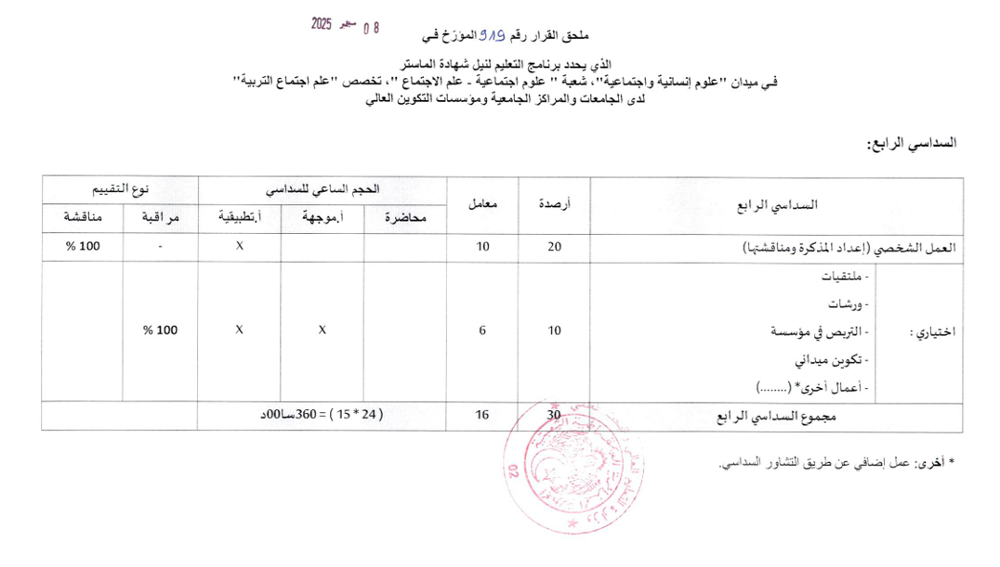 08 سبتمبر 2025
ملحق القرار رقم 919 المؤرّخ في
الذي يحدد برنامج التعليم لنيل شهادة الماستر
في ميدان "علوم إنسانية واجتماعية"، شعبة " علوم اجتماعية - علم الاجتماع "، تخصص "علم اجتماع التربية"
لدى الجامعات والمراكز الجامعية ومؤسسات التكوين العالي
السداسي الرابع:
السداسي الرابع أرصدة معامل الحجم الساعي للسداسي نوع التقييم
محاضرة أ.موجهة أ.تطبيقية مراقبة مناقشة
العمل الشخصي (إعداد المذكرة ومناقشتها) 20 10 X - 100 %
اختياري :
- ملتقيات
- ورشات
- التربص في مؤسسة 10 6 X X 100 %
- تكوين ميداني
- أعمال أخرى* (........)
مجموع السداسي الرابع 30 16 ( 24 * 15 ) = 360سا00د
* أخرى: عمل إضافي عن طريق التشاور السداسي.
02